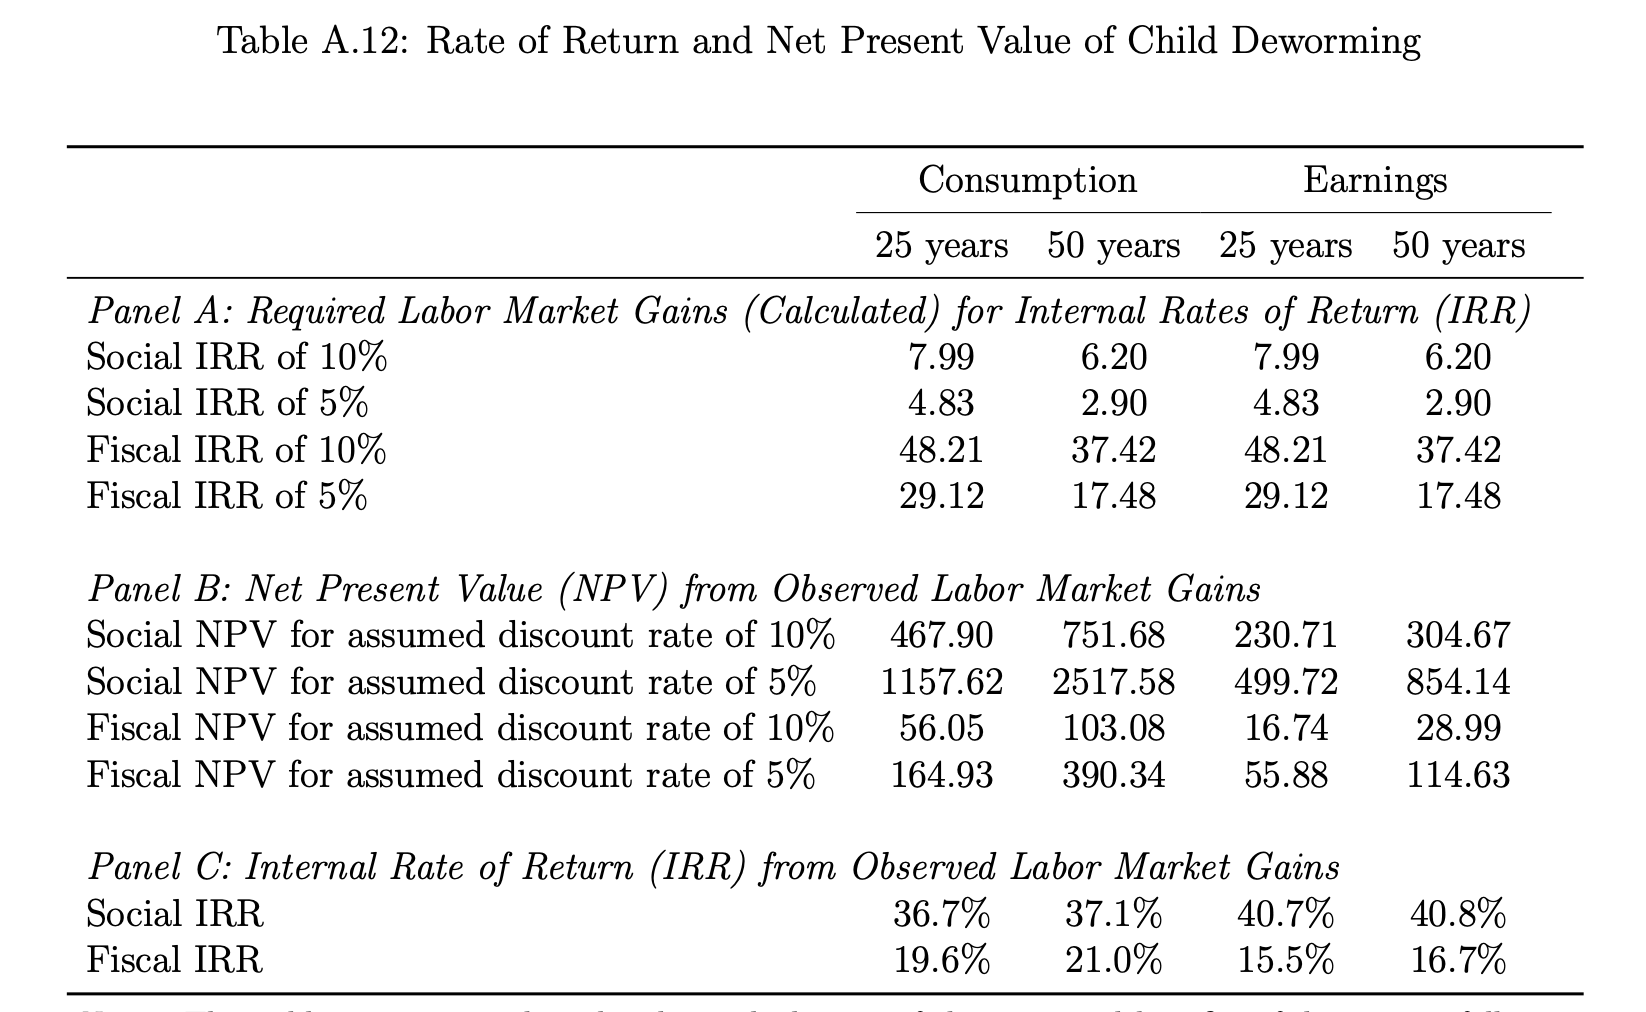 Table A.12: Rate of Return and Net Present Value of Child Deworming
Consumption Earnings
25 years 50 years 25 years 50 years
Panel A: Required Labor Market Gains (Calculated) for Internal Rates of Return (IRR)
Social IRR of 10% 7.99 6.20 7.99 6.20
Social IRR of 5% 4.83 2.90 4.83 2.90
Fiscal IRR of 10% 48.21 37.42 48.21 37.42
Fiscal IRR of 5% 29.12 17.48 29.12 17.48
Panel B: Net Present Value (NPV) from Observed Labor Market Gains
Social NPV for assumed discount rate of 10% 467.90 751.68 230.71 304.67
Social NPV for assumed discount rate of 5% 1157.62 2517.58 499.72 854.14
Fiscal NPV for assumed discount rate of 10% 56.05 103.08 16.74 28.99
Fiscal NPV for assumed discount rate of 5% 164.93 390.34 55.88 114.63
Panel C: Internal Rate of Return (IRR) from Observed Labor Market Gains
Social IRR 36.7% 37.1% 40.7% 40.8%
Fiscal IRR 19.6% 21.0% 15.5% 16.7%